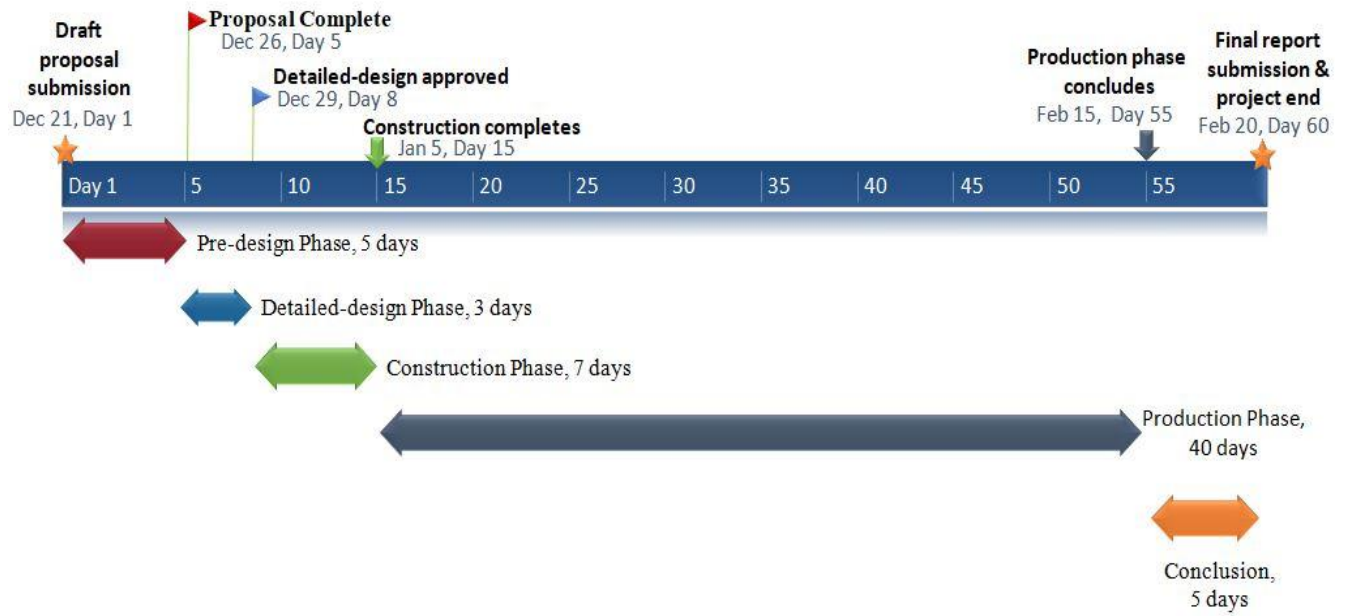 Draft
proposal
submission
Dec 21, Day 1
Proposal Complete
Dec 26, Day 5
Detailed-design approved
Dec 29, Day 8
Construction completes
Jan 5, Day 15
Production phase
concludes
Feb 15, Day 55
Final report
submission &
project end
Feb 20, Day 60
Day 1 5 10 15 20 25 30 35 40 45 50 55
Pre-design Phase, 5 days
Detailed-design Phase, 3 days
Construction Phase, 7 days
Production Phase,
40 days
Conclusion,
5 days